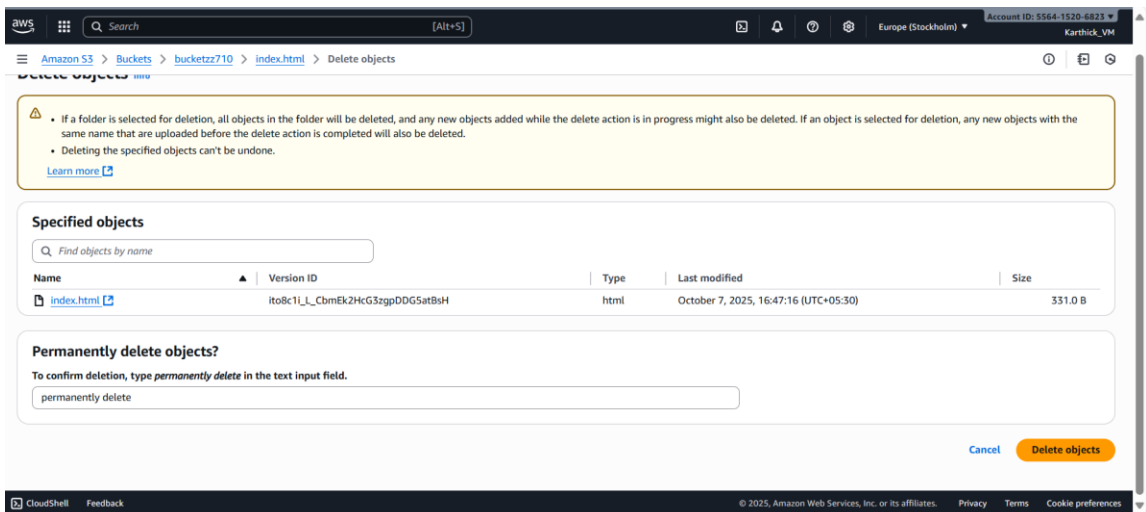 aws
Search [Alt+S]
Europe (Stockholm) ▼
Account ID: 5564-1520-6823 ▼
Karthick_VM
Amazon S3 > Buckets > bucketzz710 > index.html > Delete objects
Delete objects Info
• If a folder is selected for deletion, all objects in the folder will be deleted, and any new objects added while the delete action is in progress might also be deleted. If an object is selected for deletion, any new objects with the
same name that are uploaded before the delete action is completed will also be deleted.
• Deleting the specified objects can't be undone.
Learn more
Specified objects
Find objects by name
Name ▲ Version ID Type Last modified Size
index.html ito8c1i_L_CbmEk2HcG3zgpDDG5atBsH html October 7, 2025, 16:47:16 (UTC+05:30) 331.0 B
Permanently delete objects?
To confirm deletion, type permanently delete in the text input field.
permanently delete
Cancel Delete objects
CloudShell Feedback © 2025, Amazon Web Services, Inc. or its affiliates. Privacy Terms Cookie preferences